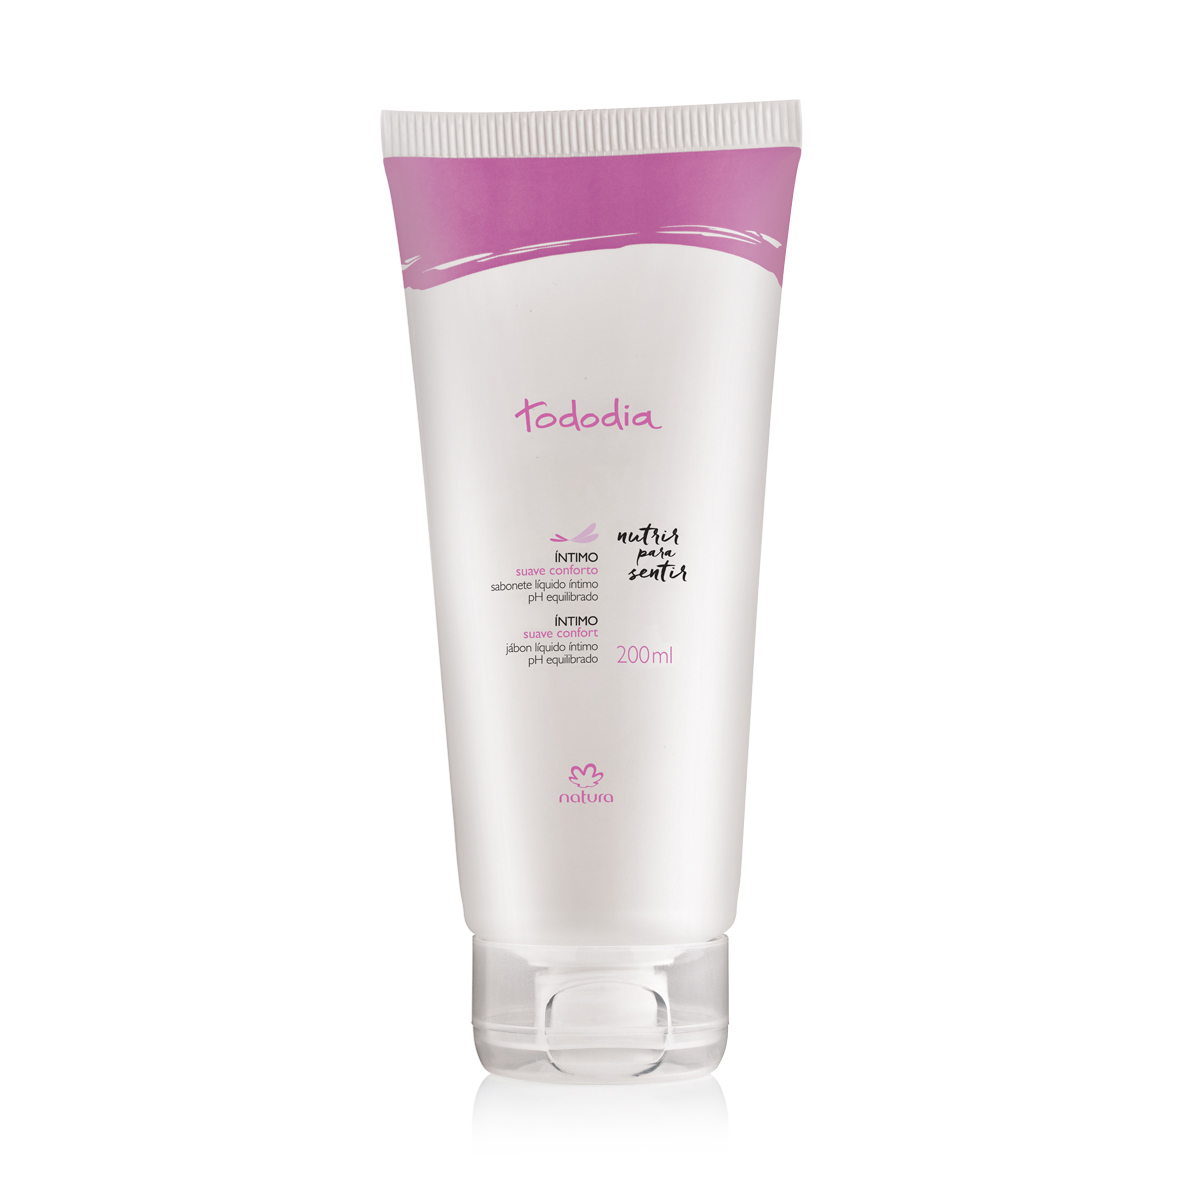 tododia
ÍNTIMO
suave conforto
sabonete líquido íntimo
pH equilibrado
nutrir
para
sentir
ÍNTIMO
suave confort
jábon líquido íntimo
pH equilibrado
200ml
natura